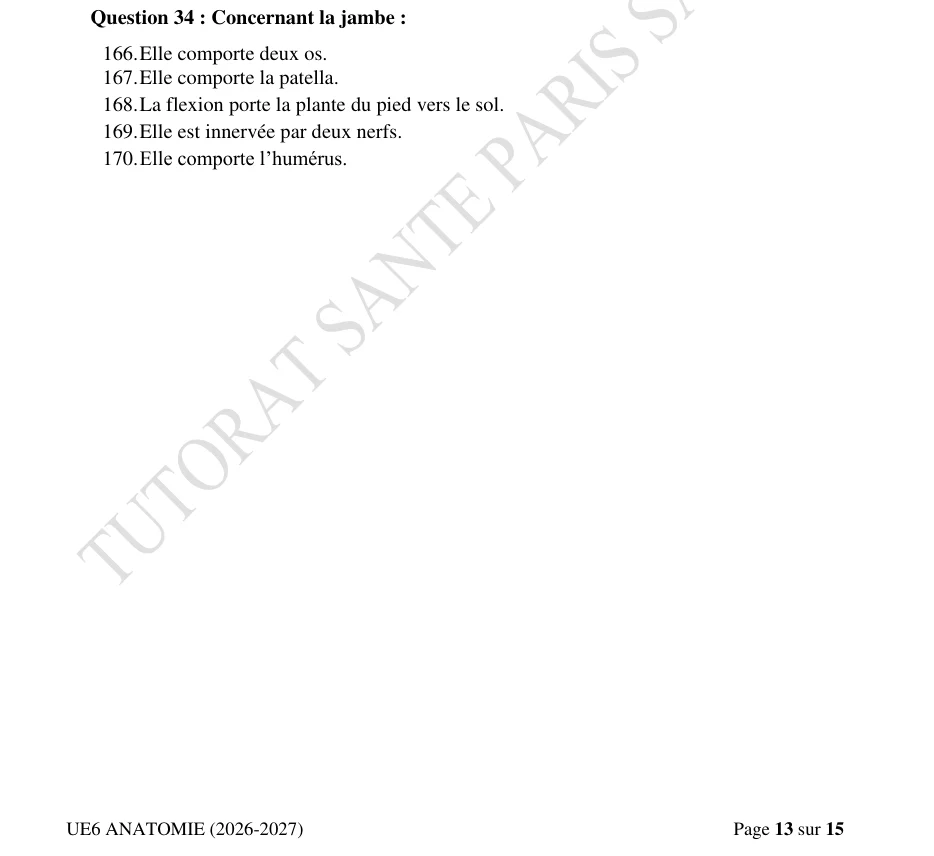 Question 34 : Concernant la jambe :
166.Elle comporte deux os.
167.Elle comporte la patella.
168.La flexion porte la plante du pied vers le sol.
169.Elle est innervée par deux nerfs.
170.Elle comporte l’humérus.
TUTORAT SANTE PARIS
UE6 ANATOMIE (2026-2027)
Page 13 sur 15